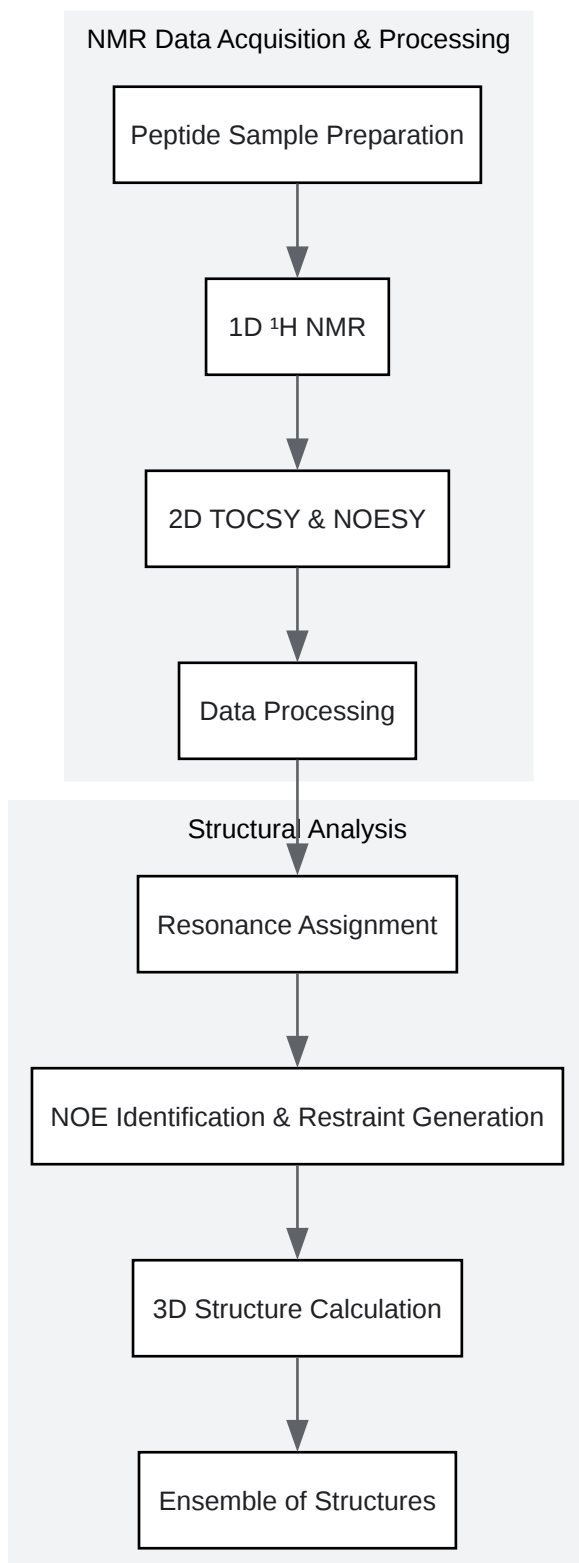 NMR Data Acquisition & Processing
Peptide Sample Preparation
1D ¹H NMR
2D TOCSY & NOESY
Data Processing
Structural Analysis
Resonance Assignment
NOE Identification & Restraint Generation
3D Structure Calculation
Ensemble of Structures